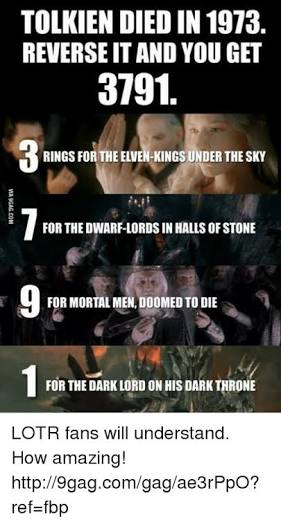 TOLKIEN DIED IN 1973.
REVERSE IT AND YOU GET
3791.
3 RINGS FOR THE ELVEN-KINGS UNDER THE SKY
VIA 9GAG.COM
7 FOR THE DWARF-LORDS IN HALLS OF STONE
9 FOR MORTAL MEN, DOOMED TO DIE
1 FOR THE DARK LORD ON HIS DARK THRONE
LOTR fans will understand.
How amazing!
http://9gag.com/gag/ae3rPpO?
ref=fbp